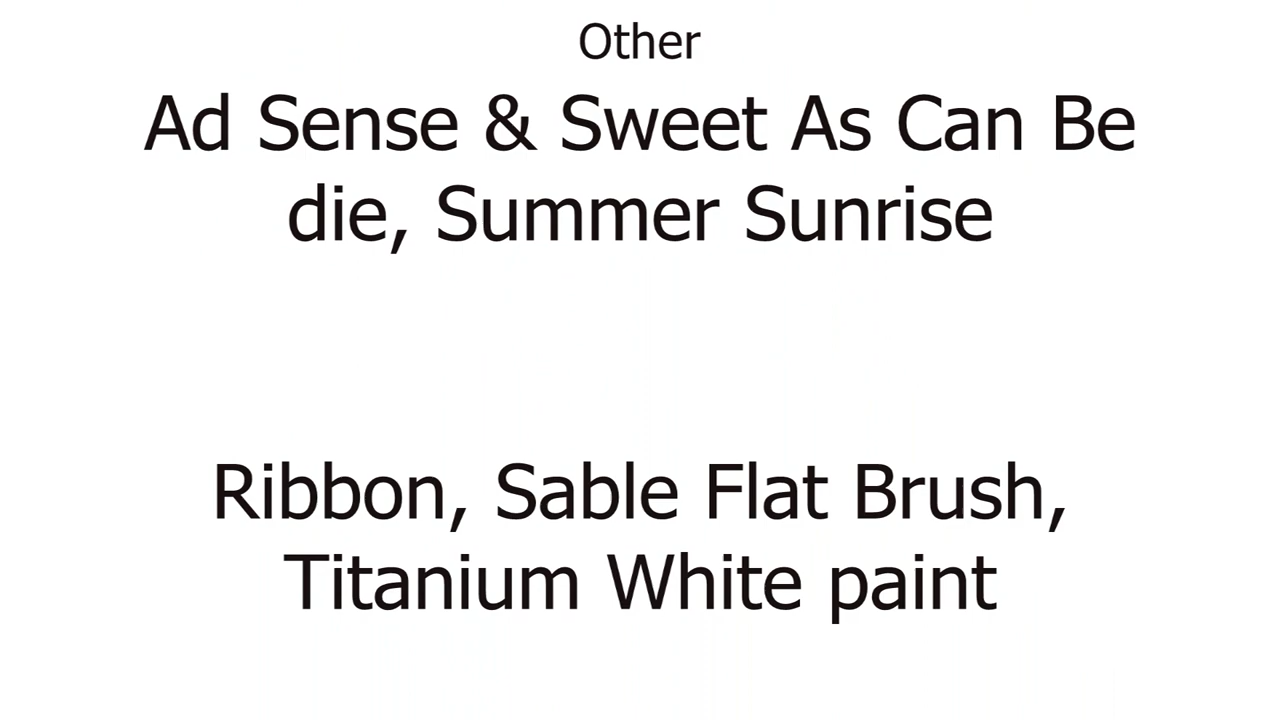 Other
Ad Sense & Sweet As Can Be
die, Summer Sunrise
Ribbon, Sable Flat Brush,
Titanium White paint